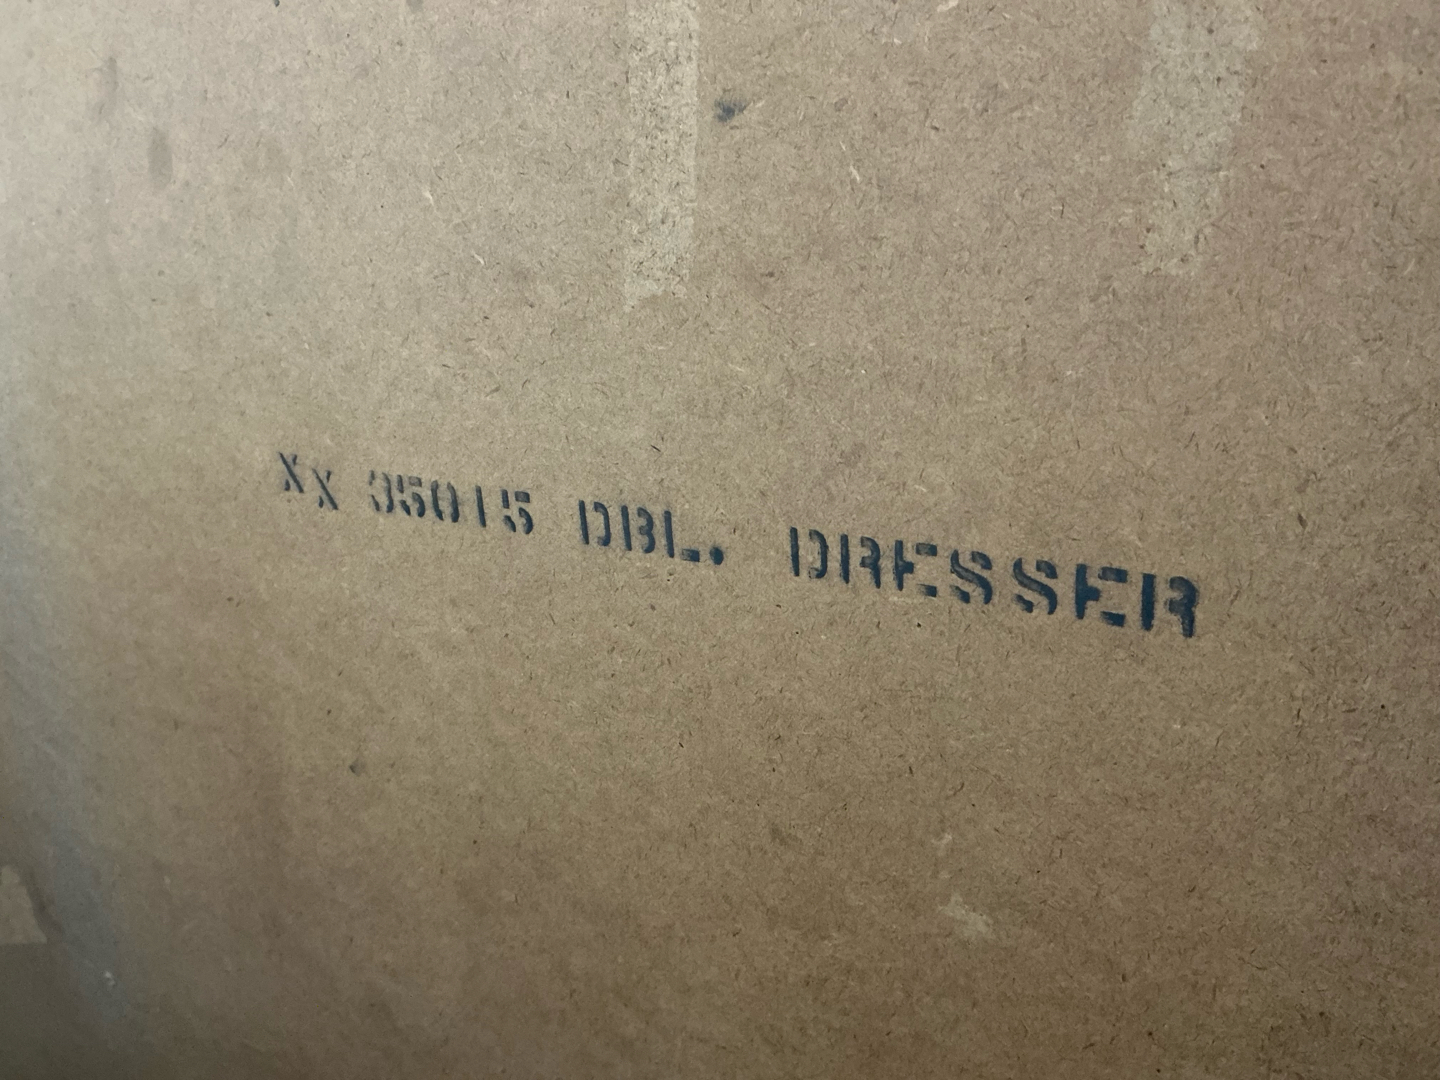 XX 35015 DBL. DRESSER